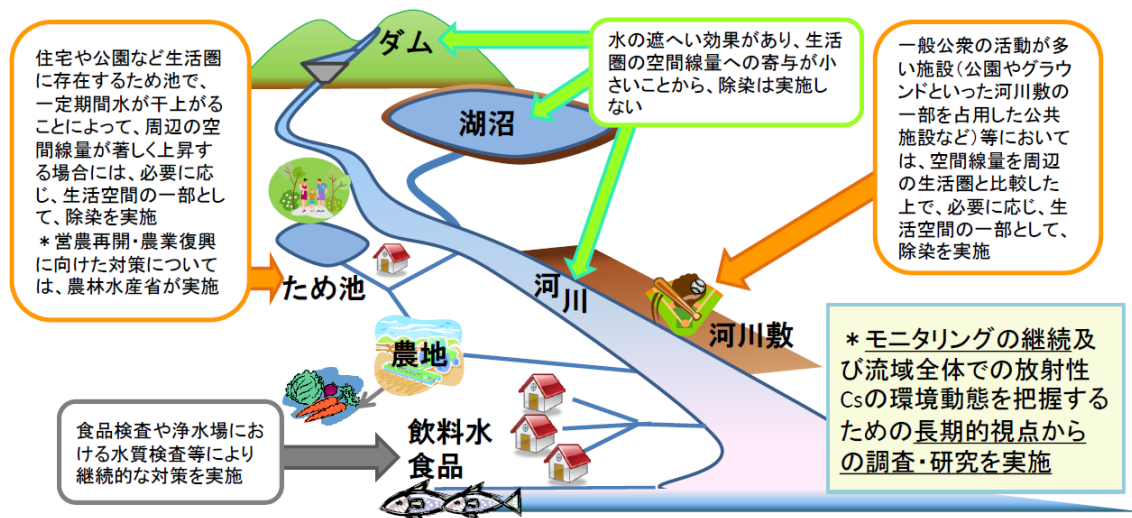 住宅や公園など生活圏
に存在するため池で、
一定期間水が干上がる
ことによって、周辺の空
間線量が著しく上昇す
る場合には、必要に応
じ、生活空間の一部とし
て、除染を実施
＊営農再開・農業復興
に向けた対策について
は、農林水産省が実施
ダム
水の遮へい効果があり、生活
圏の空間線量への寄与が小
さいことから、除染は実施し
ない
一般公衆の活動が多
い施設(公園やグラウ
ンドといった河川敷の
一部を占用した公共
施設など)等において
は、空間線量を周辺
の生活圏と比較した
上で、必要に応じ、生
活空間の一部として、
除染を実施
湖沼
ため池
河川
河川敷
農地
＊モニタリングの継続及
び流域全体での放射性
Csの環境動態を把握する
ための長期的視点から
の調査・研究を実施
食品検査や浄水場にお
ける水質検査等により
継続的な対策を実施
飲料水
食品